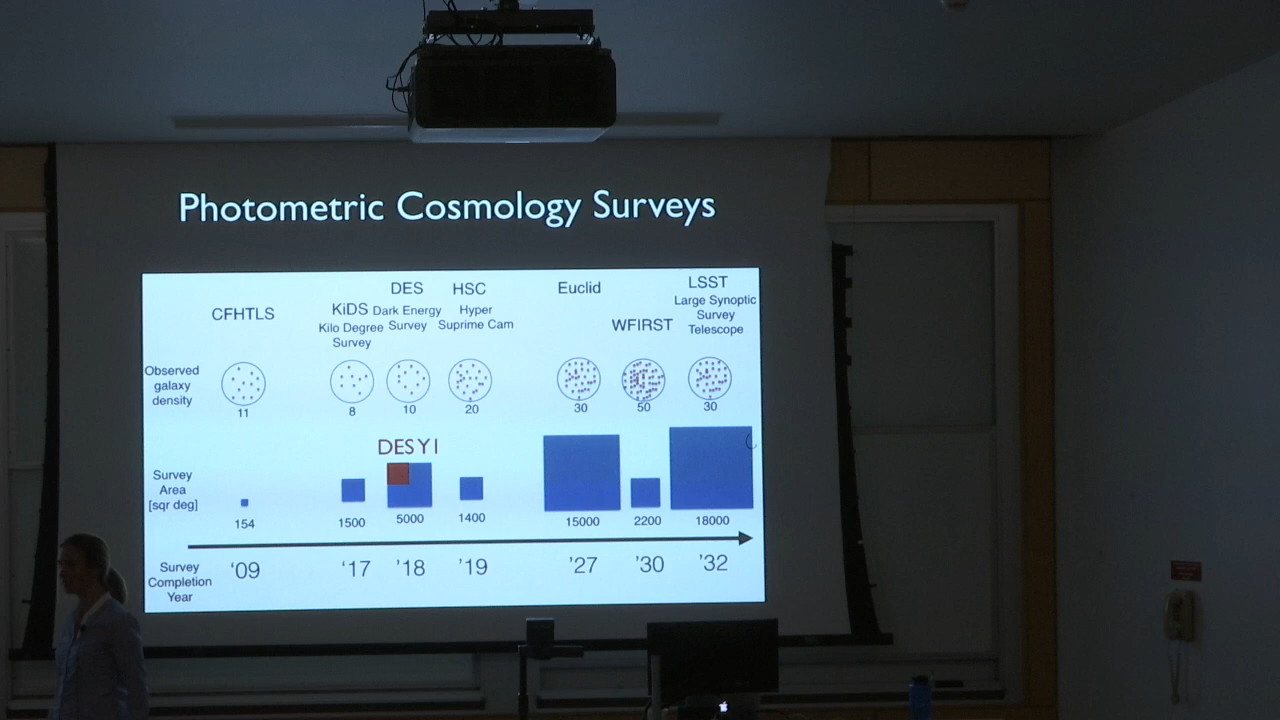 Photometric Cosmology Surveys
CFHTLS
KiDS
Kilo Degree
Survey
DES
Dark Energy
Survey
HSC
Hyper
Suprime Cam
Euclid
WFIRST
LSST
Large Synoptic
Survey
Telescope
Observed
galaxy
density
11
8
10
20
30
50
30
DES Y1
Survey
Area
[sqr deg]
154
1500
5000
1400
15000
2200
18000
Survey
Completion
Year
'09
'17
'18
'19
'27
'30
'32